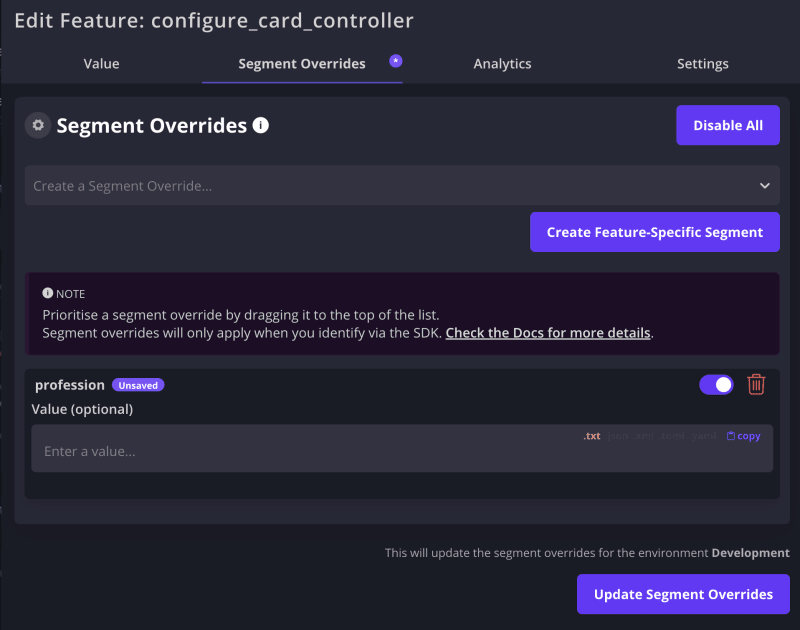 Edit Feature: configure_card_controller
Value
Segment Overrides *
Analytics
Settings
Segment Overrides
Disable All
Create a Segment Override...
Create Feature-Specific Segment
NOTE
Prioritise a segment override by dragging it to the top of the list.
Segment overrides will only apply when you identify via the SDK. Check the Docs for more details.
profession Unsaved
Value (optional)
.txt .json .xml .toml .yaml copy
Enter a value...
This will update the segment overrides for the environment Development
Update Segment Overrides